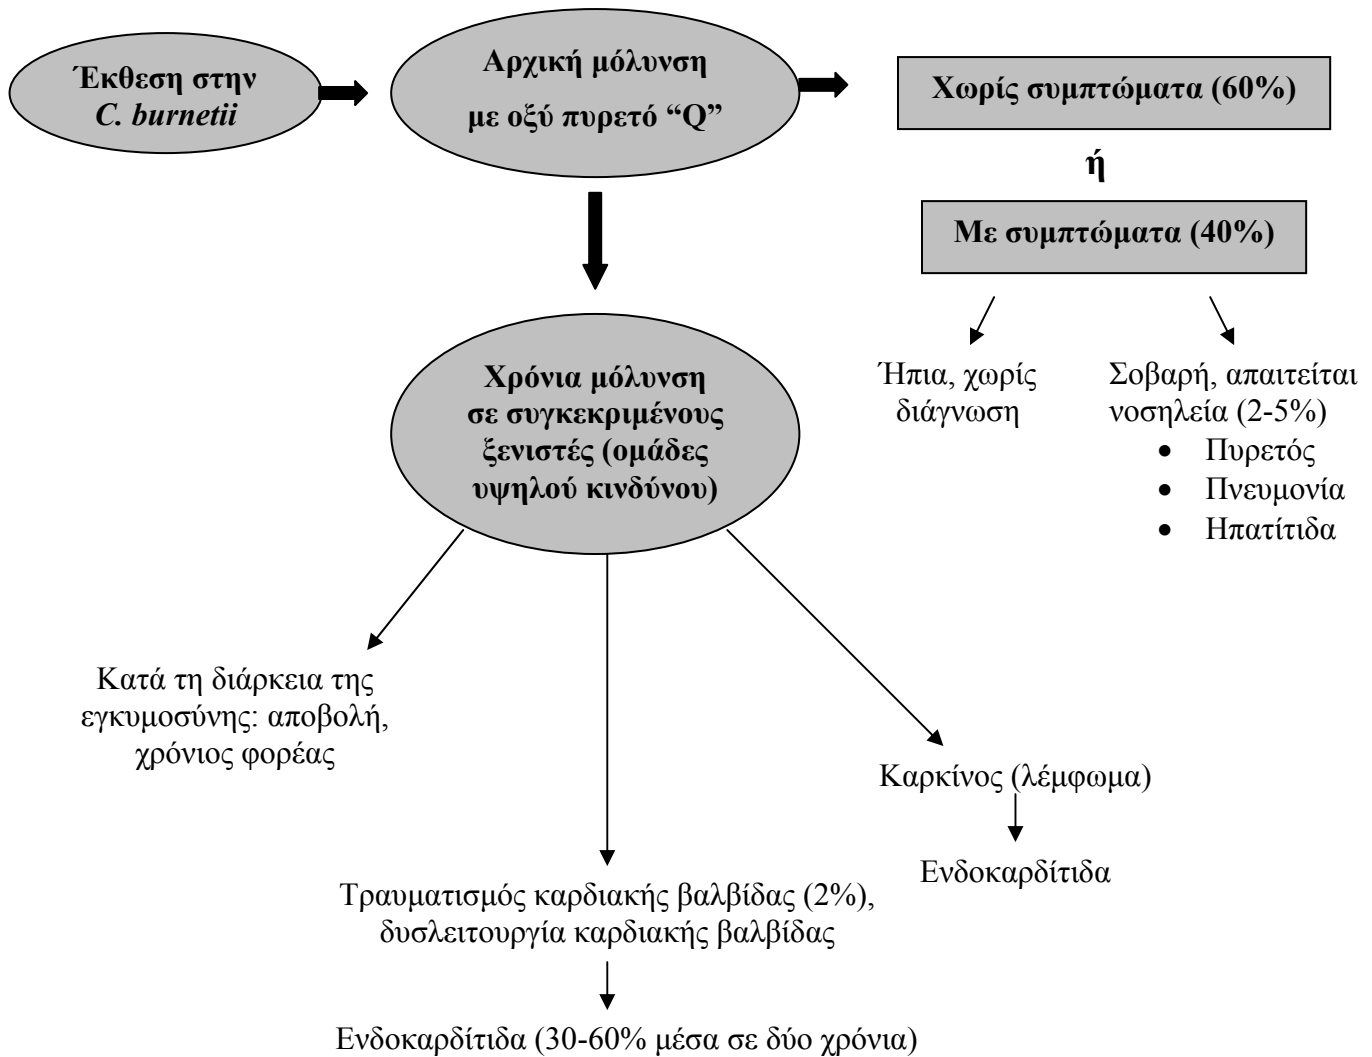 Έκθεση στην
C. burnetii
Αρχική μόλυνση
με οξύ πυρετό “Q”
Χωρίς συμπτώματα (60%)
ή
Με συμπτώματα (40%)
Ήπια, χωρίς
διάγνωση
Σοβαρή, απαιτείται
νοσηλεία (2-5%)
• Πυρετός
• Πνευμονία
• Ηπατίτιδα
Χρόνια μόλυνση
σε συγκεκριμένους
ξενιστές (ομάδες
υψηλού κινδύνου)
Κατά τη διάρκεια της
εγκυμοσύνης: αποβολή,
χρόνιος φορέας
Τραυματισμός καρδιακής βαλβίδας (2%),
δυσλειτουργία καρδιακής βαλβίδας
Ενδοκαρδίτιδα (30-60% μέσα σε δύο χρόνια)
Καρκίνος (λέμφωμα)
Ενδοκαρδίτιδα